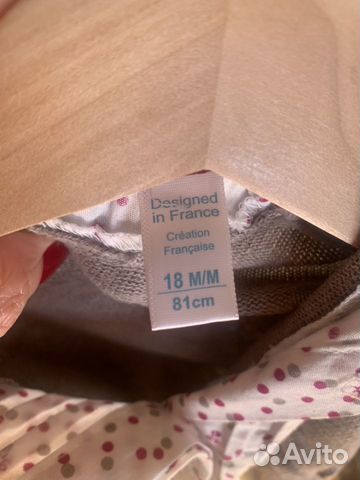 Designed
in France
Création
Française
18 M/M
81cm
Avito